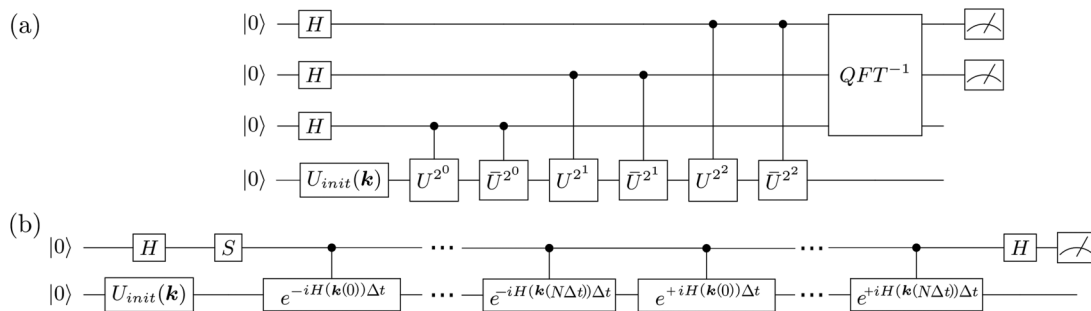 (a)
|0⟩ H
|0⟩ H
|0⟩ H
QFT⁻¹
|0⟩ U_init(k) U^{2^0} Ū^{2^0} U^{2^1} Ū^{2^1} U^{2^2} Ū^{2^2}
(b)
|0⟩ H S ··· ··· H
|0⟩ U_init(k) e^{-iH(k(0))Δt} ··· e^{-iH(k(NΔt))Δt} e^{+iH(k(0))Δt} ··· e^{+iH(k(NΔt))Δt}